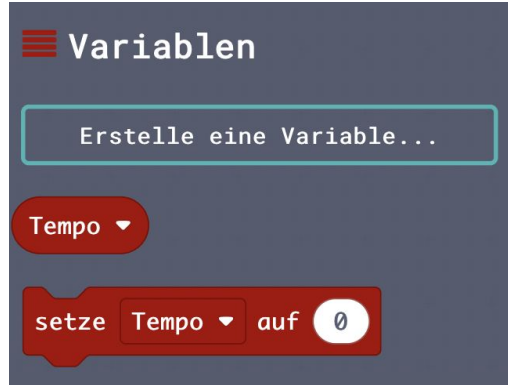 Variablen
Erstelle eine Variable...
Tempo
setze Tempo auf 0